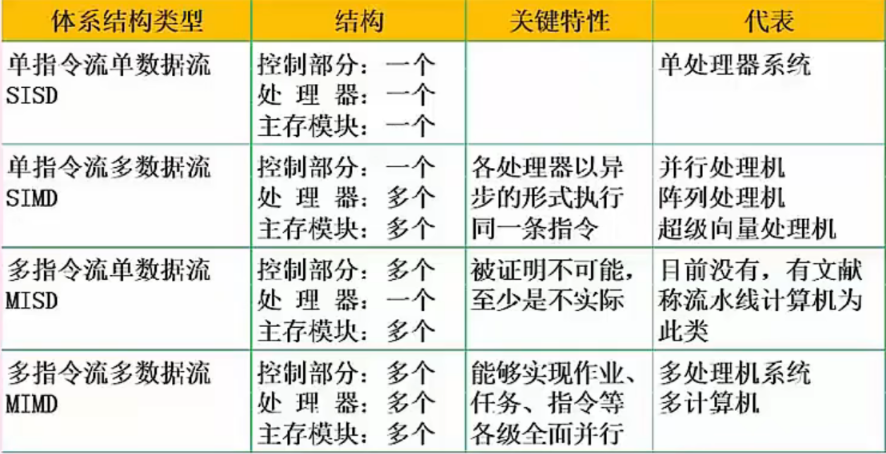 体系结构类型 结构 关键特性 代表
单指令流单数据流
SISD
控制部分：一个
处 理 器：一个
主存模块：一个
单处理器系统
单指令流多数据流
SIMD
控制部分：一个
处 理 器：多个
主存模块：多个
各处理器以异
步的形式执行
同一条指令
并行处理机
阵列处理机
超级向量处理机
多指令流单数据流
MISD
控制部分：多个
处 理 器：一个
主存模块：多个
被证明不可能，
至少是不实际
目前没有，有文献
称流水线计算机为
此类
多指令流多数据流
MIMD
控制部分：多个
处 理 器：多个
主存模块：多个
能够实现作业、
任务、指令等
各级全面并行
多处理机系统
多计算机